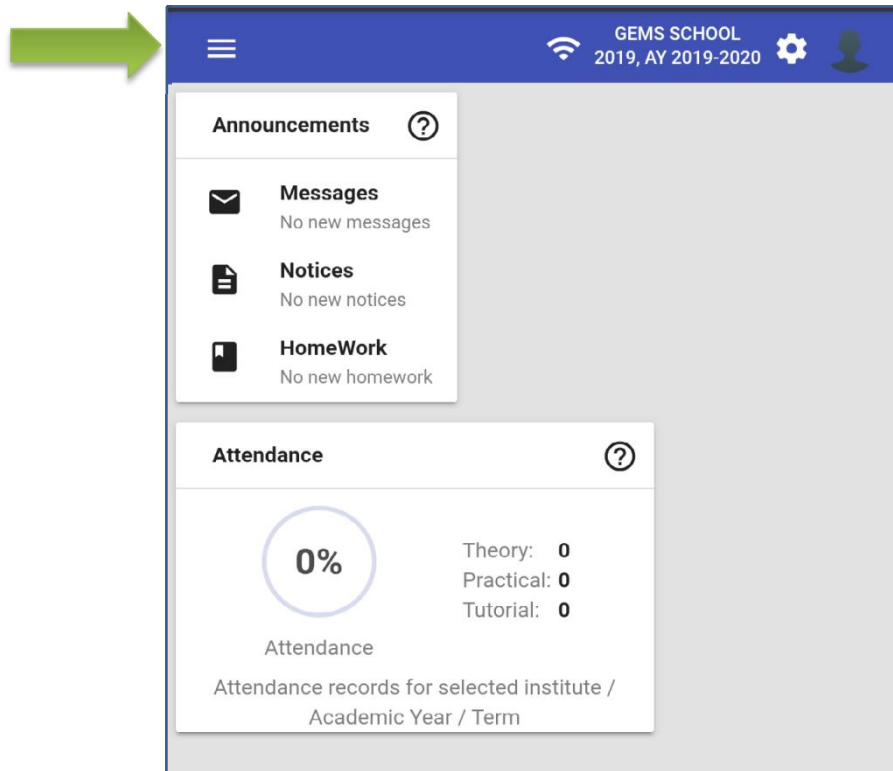 GEMS SCHOOL
2019, AY 2019-2020
Announcements
Messages
No new messages
Notices
No new notices
HomeWork
No new homework
Attendance
0%
Theory: 0
Practical: 0
Tutorial: 0
Attendance
Attendance records for selected institute /
Academic Year / Term